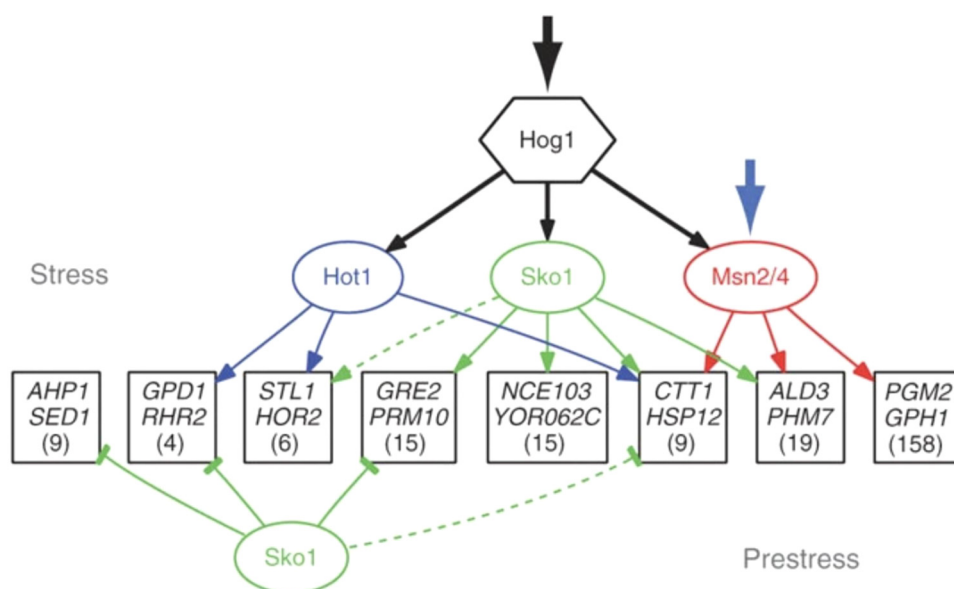 Hog1
Stress
Hot1
Sko1
Msn2/4
AHP1
SED1
(9)
GPD1
RHR2
(4)
STL1
HOR2
(6)
GRE2
PRM10
(15)
NCE103
YOR062C
(15)
CTT1
HSP12
(9)
ALD3
PHM7
(19)
PGM2
GPH1
(158)
Sko1
Prestress